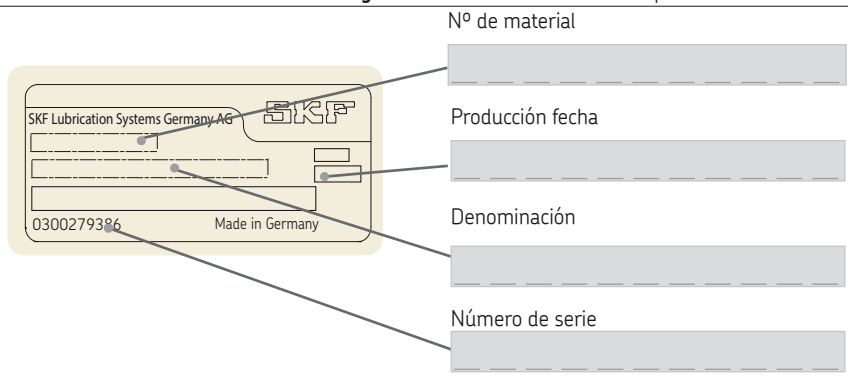 Nº de material
SKF Lubrication Systems Germany AG
SKF
Producción fecha
Denominación
0300279386
Made in Germany
Número de serie